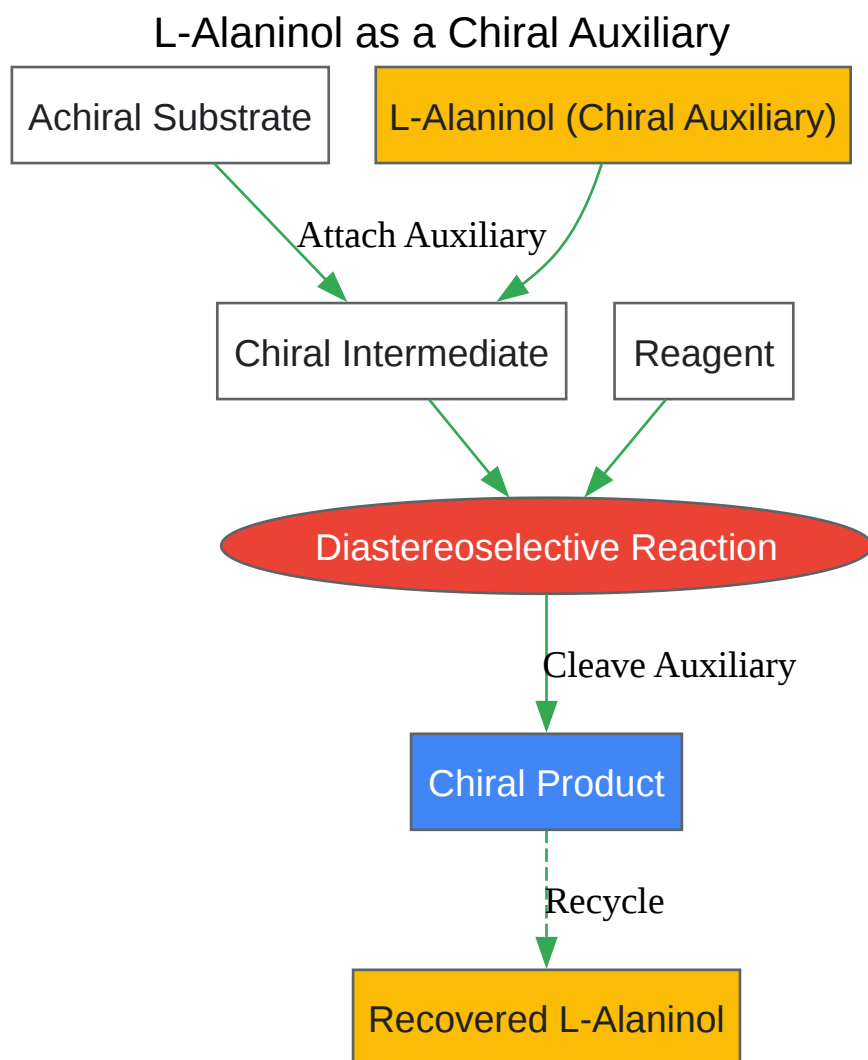 L-Alaninol as a Chiral Auxiliary
Achiral Substrate
L-Alaninol (Chiral Auxiliary)
Attach Auxiliary
Chiral Intermediate
Reagent
Diastereoselective Reaction
Cleave Auxiliary
Chiral Product
Recycle
Recovered L-Alaninol